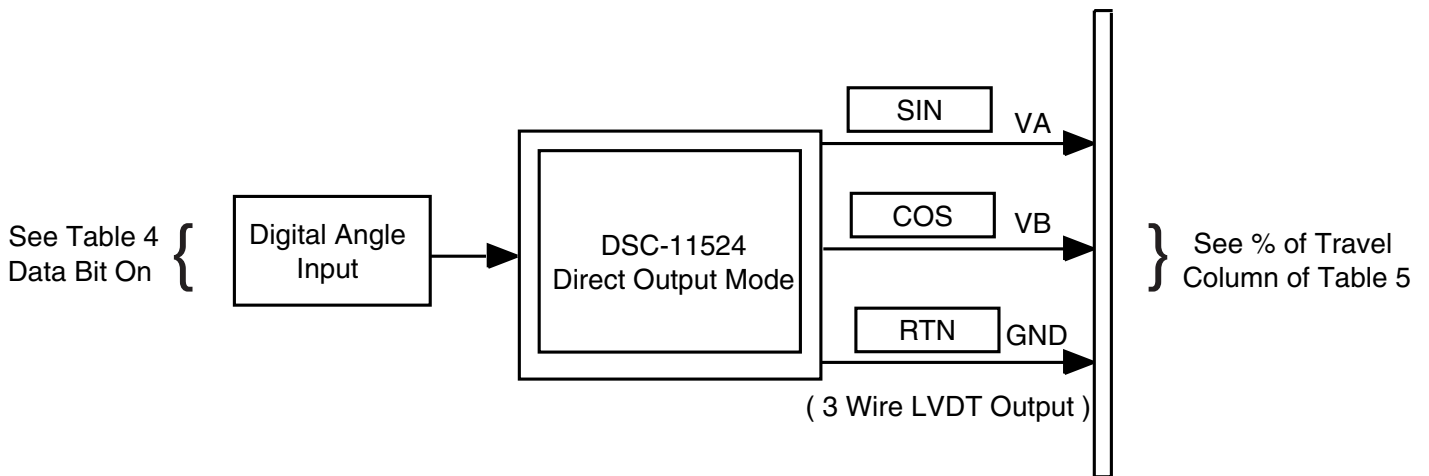 See Table 4
Data Bit On
{
Digital Angle
Input
DSC-11524
Direct Output Mode
SIN
VA
COS
VB
RTN
GND
( 3 Wire LVDT Output )
}
See % of Travel
Column of Table 5